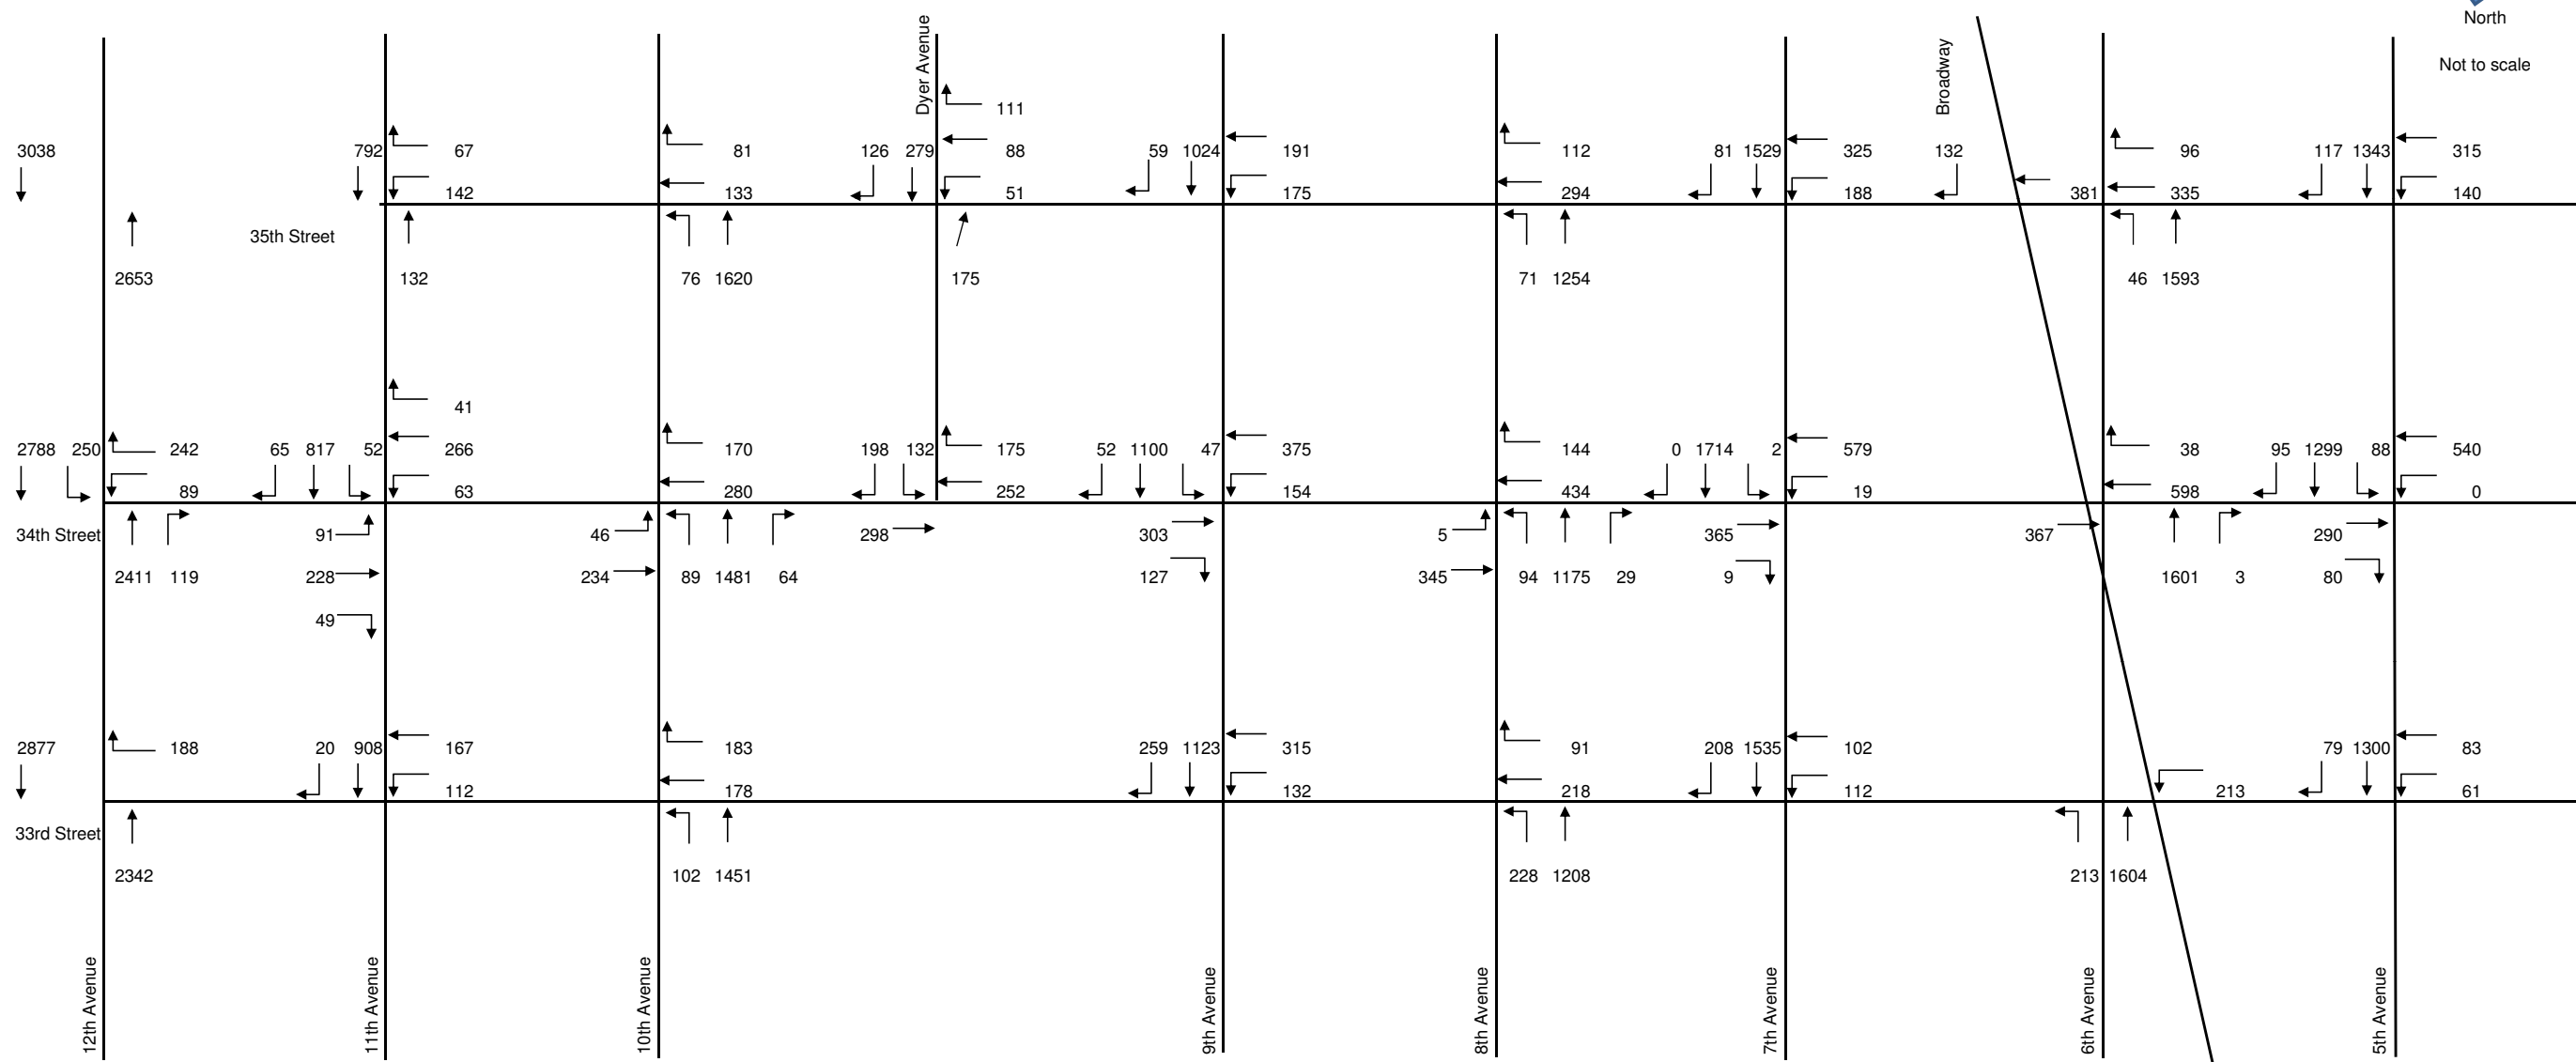 North
Not to scale
Dyer Avenue
Broadway
111
3038 792 67 81 126 279 88 59 1024 191 112 81 1529 325 132 96 117 1343 315
142 133 51 175 294 188 381 335 140
35th Street
2653 132 76 1620 175 71 1254 46 1593
41
2788 250 242 65 817 52 266 170 198 132 175 52 1100 47 375 144 0 1714 2 579 38 95 1299 88 540
89 63 280 252 154 434 19 598 0
34th Street 91 46 298 303 5 365 367 290
2411 119 228 234 89 1481 64 127 345 94 1175 29 9 1601 3 80
49
2877 188 20 908 167 183 259 1123 315 91 208 1535 102 79 1300 83
112 178 132 218 112 213 61
33rd Street
2342 102 1451 228 1208 213 1604
12th Avenue
11th Avenue
10th Avenue
9th Avenue
8th Avenue
7th Avenue
6th Avenue
5th Avenue